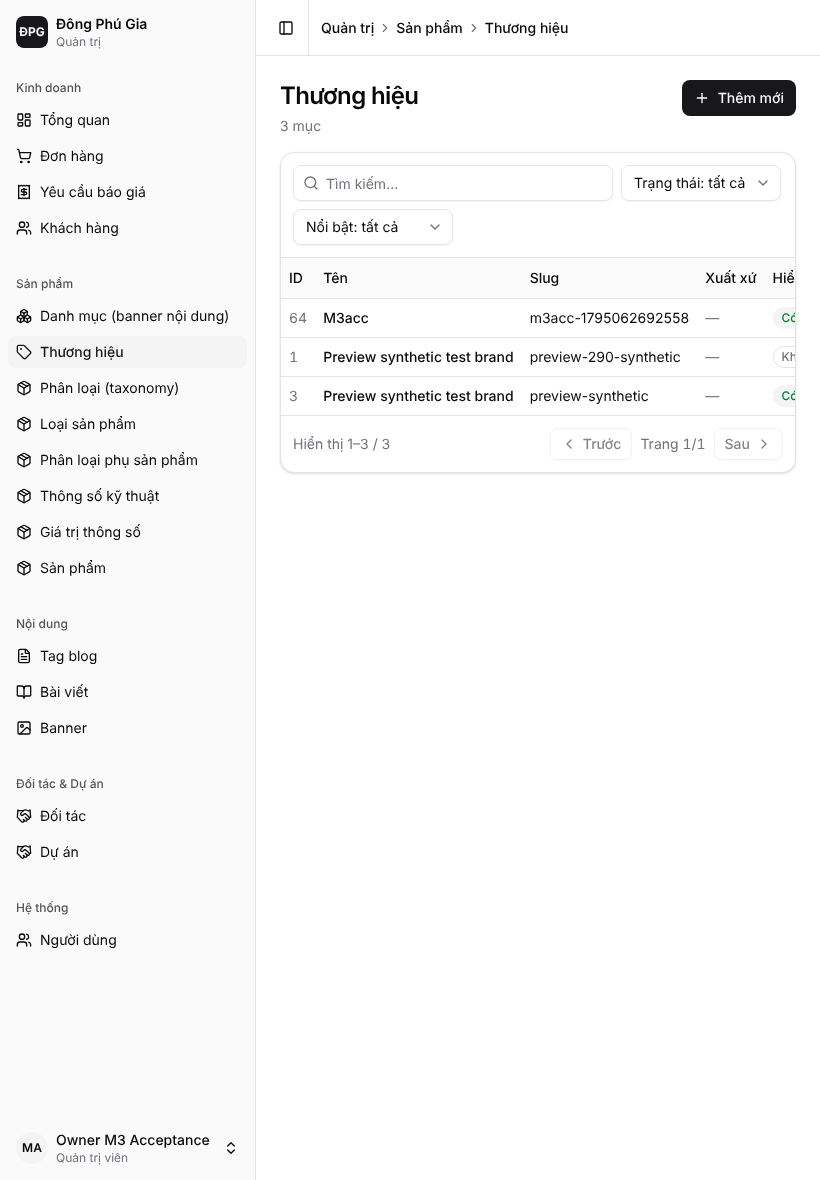 ĐPG
Đông Phú Gia
Quản trị
Kinh doanh
Tổng quan
Đơn hàng
Yêu cầu báo giá
Khách hàng
Sản phẩm
Danh mục (banner nội dung)
Thương hiệu
Phân loại (taxonomy)
Loại sản phẩm
Phân loại phụ sản phẩm
Thông số kỹ thuật
Giá trị thông số
Sản phẩm
Nội dung
Tag blog
Bài viết
Banner
Đối tác & Dự án
Đối tác
Dự án
Hệ thống
Người dùng
MA
Owner M3 Acceptance
Quản trị viên
Quản trị > Sản phẩm > Thương hiệu
Thương hiệu
Thêm mới
3 mục
Tìm kiếm... Trạng thái: tất cả
Nổi bật: tất cả
ID Tên Slug Xuất xứ Hiể
64 M3acc m3acc-1795062692558 — Có
1 Preview synthetic test brand preview-290-synthetic — Kh
3 Preview synthetic test brand preview-synthetic — Có
Hiển thị 1–3 / 3 Trước Trang 1/1 Sau